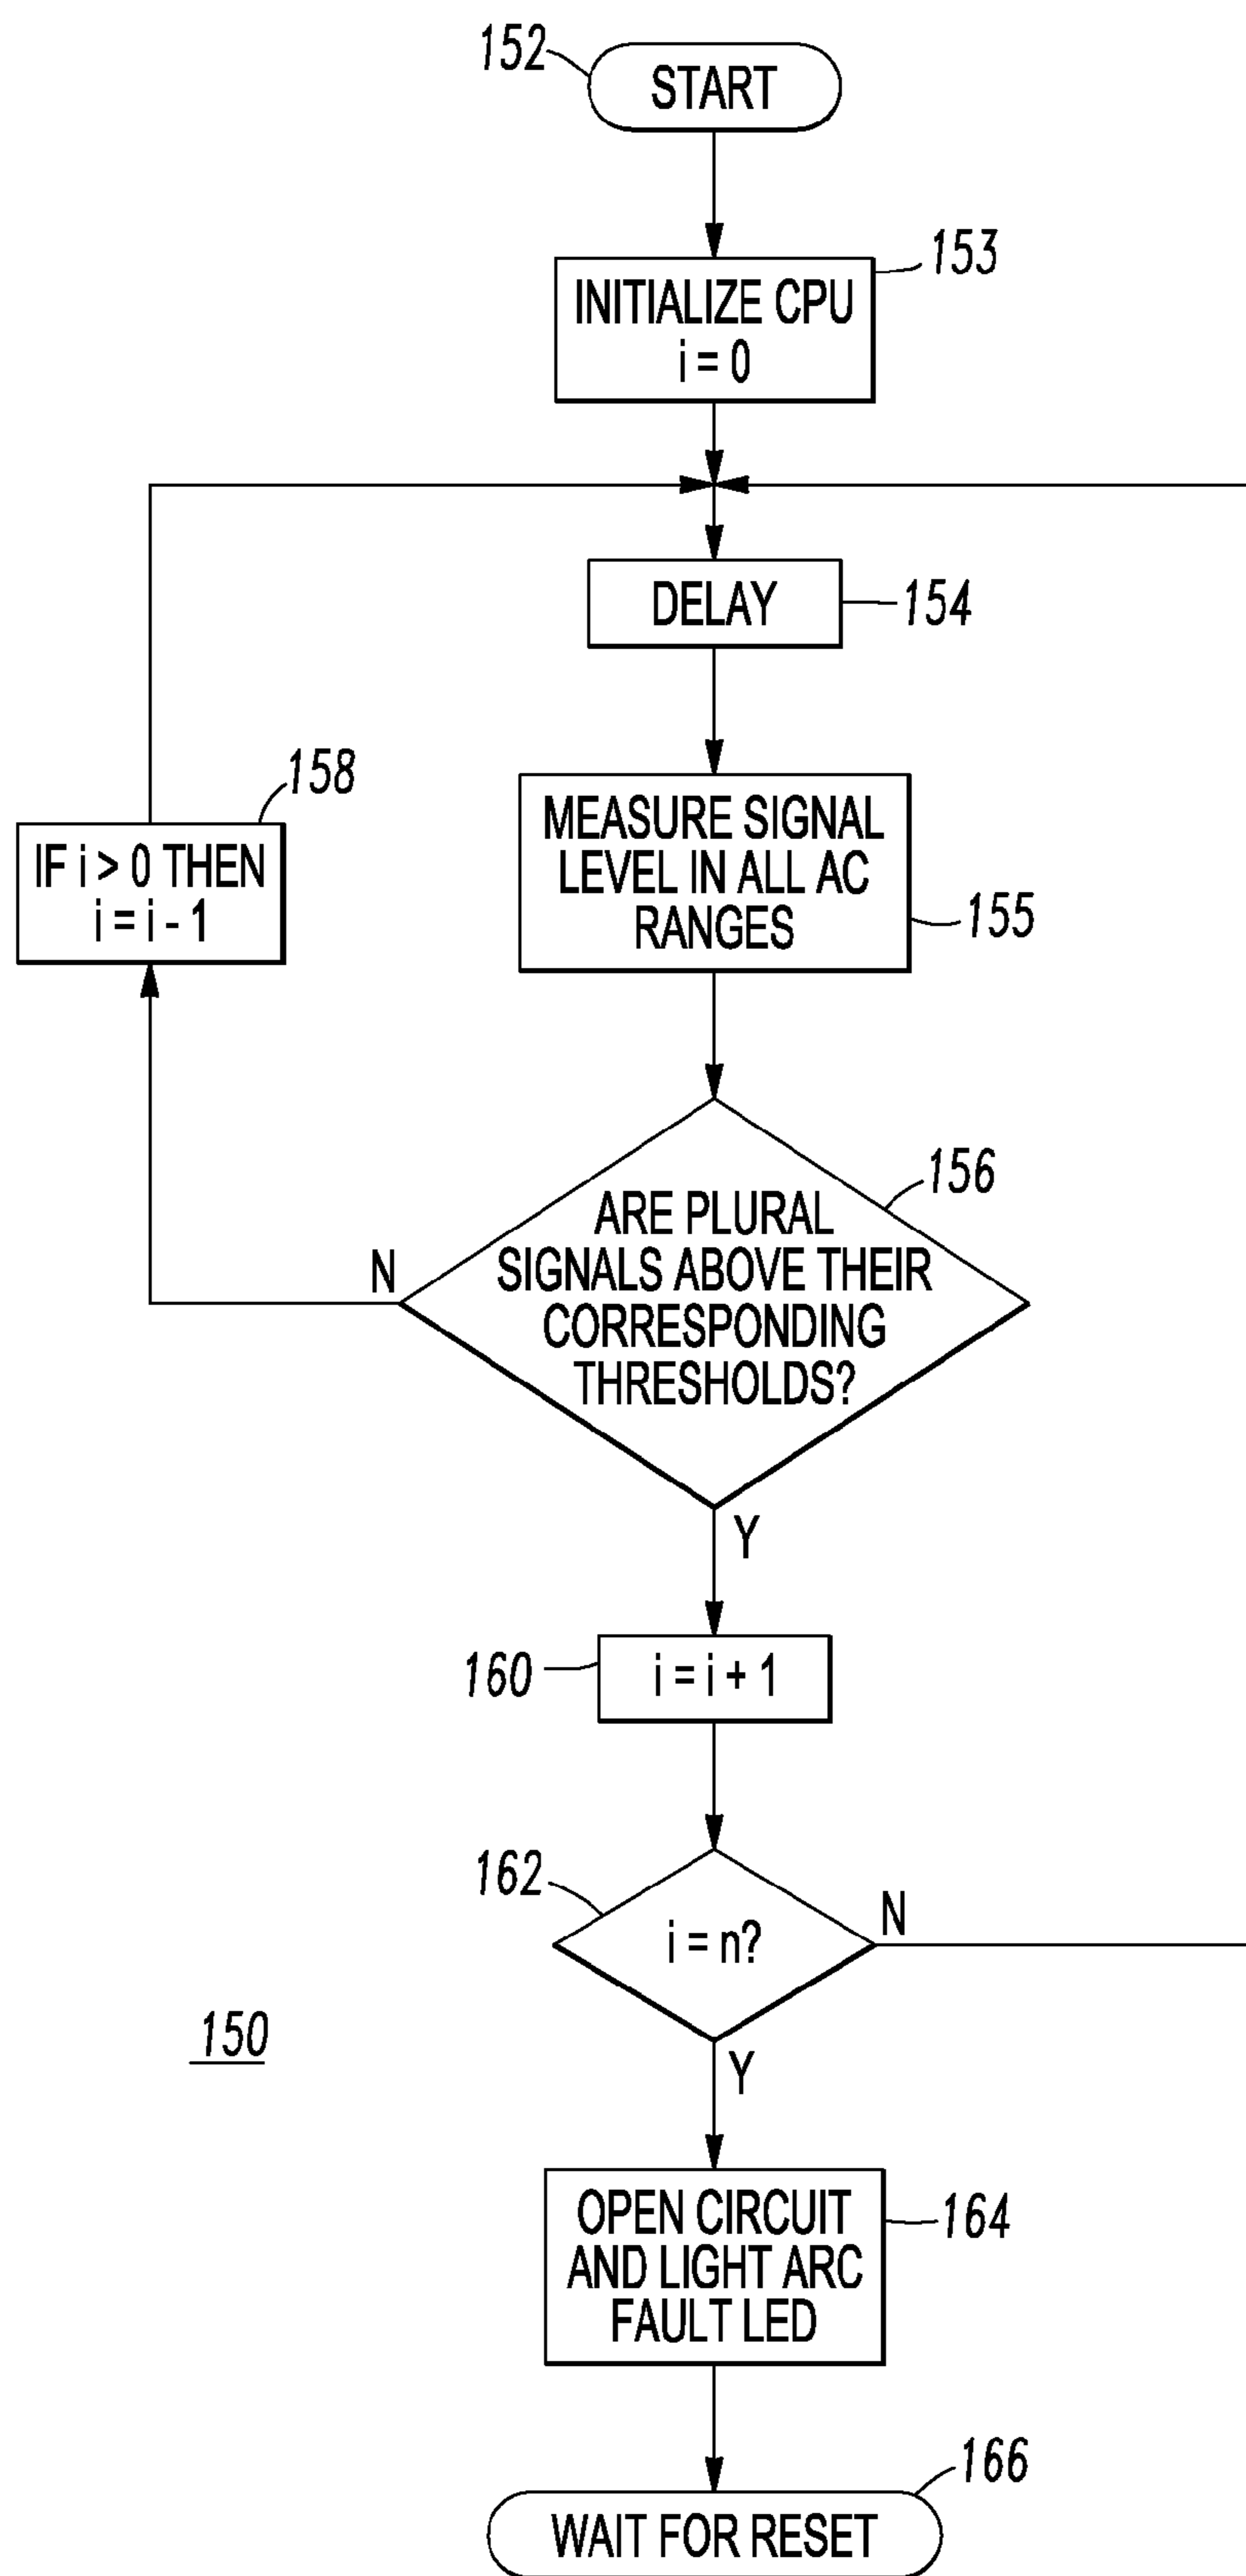 152
START
153
INITIALIZE CPU
i = 0
DELAY
154
158
IF i > 0 THEN
i = i - 1
MEASURE SIGNAL
LEVEL IN ALL AC
RANGES
155
156
ARE PLURAL
SIGNALS ABOVE THEIR
CORRESPONDING
THRESHOLDS?
N
Y
160
i = i + 1
162
i = n?
N
150
Y
OPEN CIRCUIT
AND LIGHT ARC
FAULT LED
164
166
WAIT FOR RESET